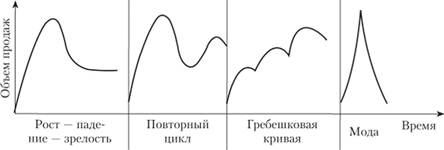 Объем продаж
Рост — паде-
ние — зрелость
Повторный
цикл
Гребешковая
кривая
Мода
Время